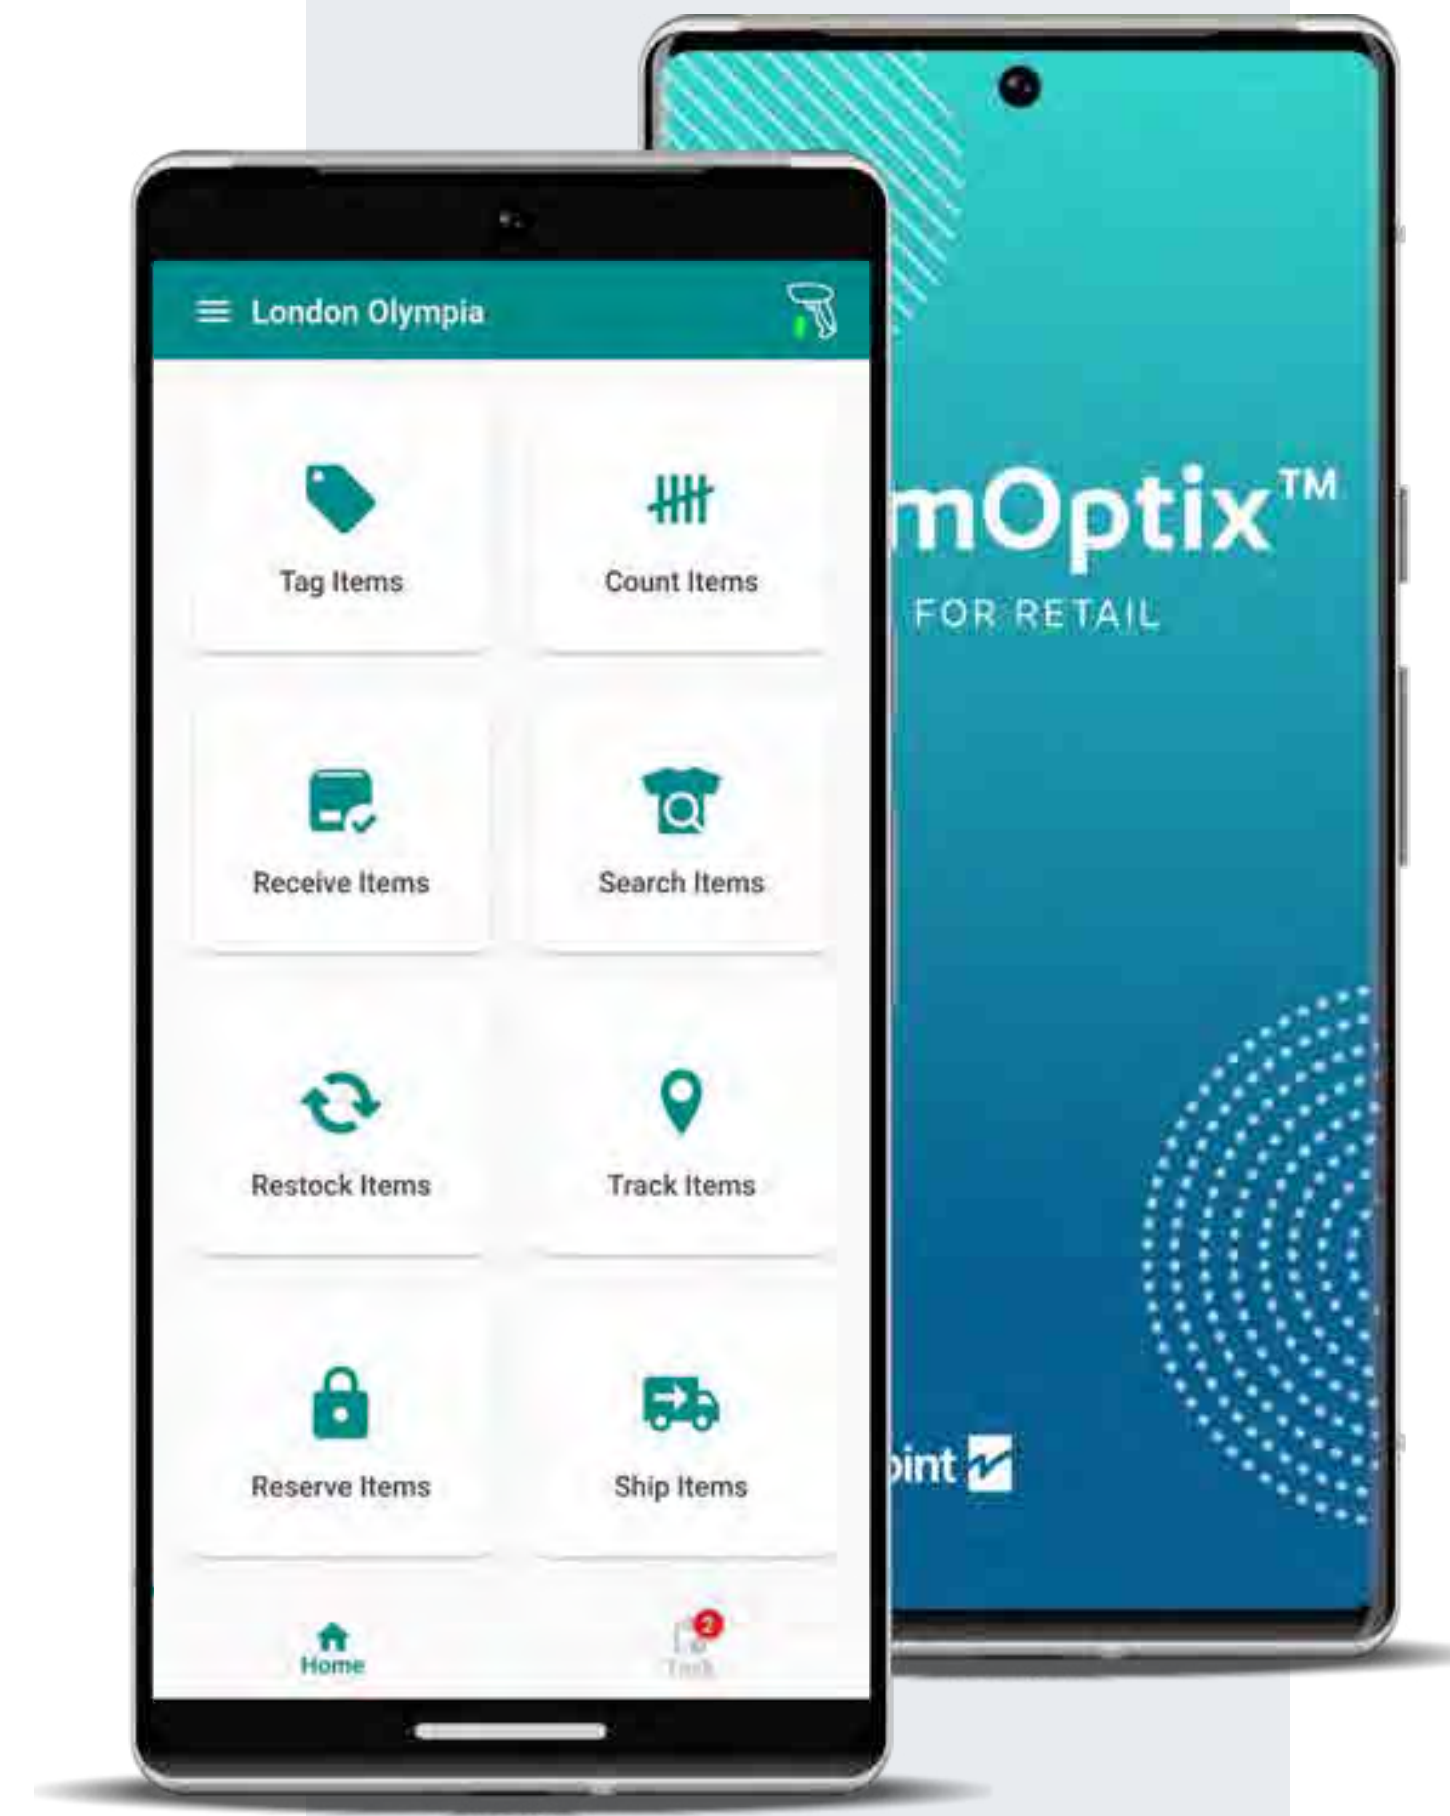 London Olympia
Tag Items
Count Items
Receive Items
Search Items
Restock Items
Track Items
Reserve Items
Ship Items
Home
2
mOptix™
FOR RETAIL
oint